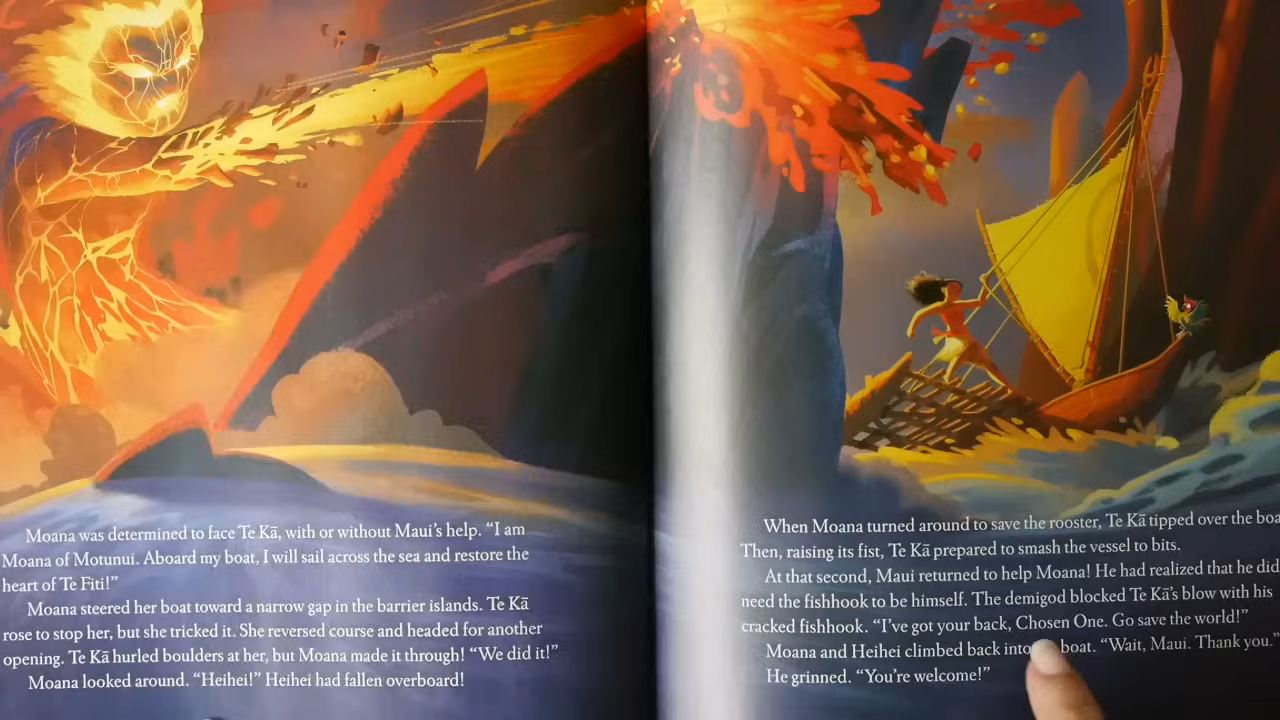 Moana was determined to face Te Kā, with or without Maui's help. "I am
Moana of Motunui. Aboard my boat, I will sail across the sea and restore the
heart of Te Fiti!"
Moana steered her boat toward a narrow gap in the barrier islands. Te Kā
rose to stop her, but she tricked it. She reversed course and headed for another
opening. Te Kā hurled boulders at her, but Moana made it through! "We did it!"
Moana looked around. "Heihei!" Heihei had fallen overboard!
When Moana turned around to save the rooster, Te Kā tipped over the
Then, raising its fist, Te Kā prepared to smash the vessel to bits.
At that second, Maui returned to help Moana! He had realized that he
need the fishhook to be himself. The demigod blocked Te Kā's blow with his
cracked fishhook. "I've got your back, Chosen One. Go save the world!"
Moana and Heihei climbed back into boat. "Wait, Maui. Thank you."
He grinned. "You're welcome!"